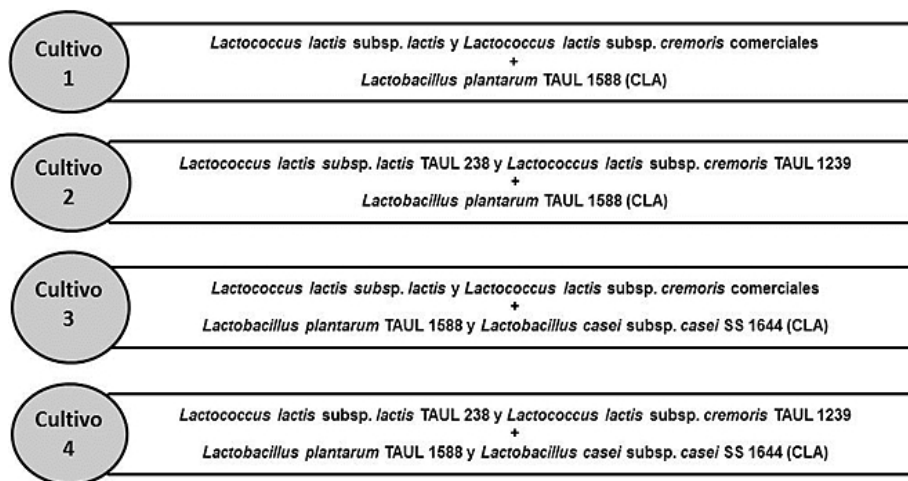 Cultivo
1
Lactococcus lactis subsp. lactis y Lactococcus lactis subsp. cremoris comerciales
+
Lactobacillus plantarum TAUL 1588 (CLA)
Cultivo
2
Lactococcus lactis subsp. lactis TAUL 238 y Lactococcus lactis subsp. cremoris TAUL 1239
+
Lactobacillus plantarum TAUL 1588 (CLA)
Cultivo
3
Lactococcus lactis subsp. lactis y Lactococcus lactis subsp. cremoris comerciales
+
Lactobacillus plantarum TAUL 1588 y Lactobacillus casei subsp. casei SS 1644 (CLA)
Cultivo
4
Lactococcus lactis subsp. lactis TAUL 238 y Lactococcus lactis subsp. cremoris TAUL 1239
+
Lactobacillus plantarum TAUL 1588 y Lactobacillus casei subsp. casei SS 1644 (CLA)